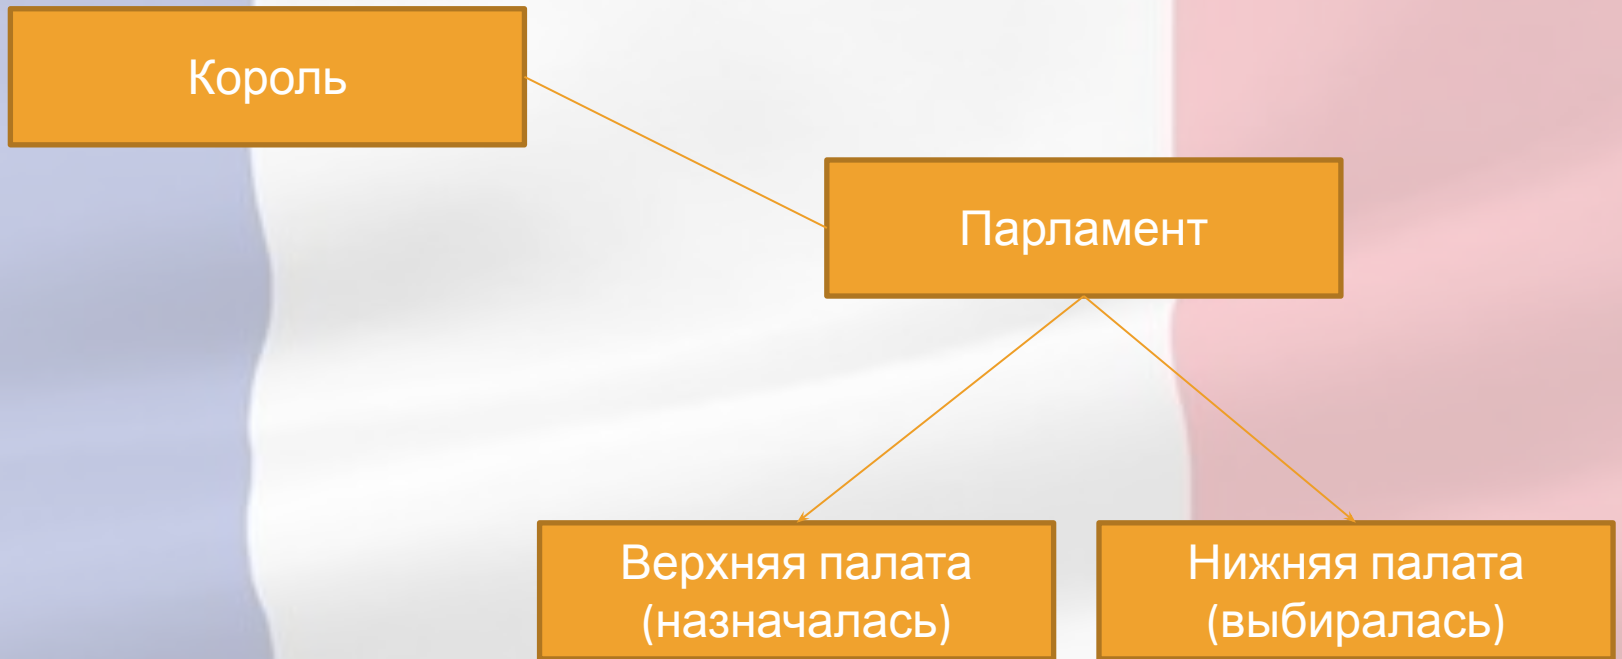 Король
Парламент
Верхняя палата
(назначалась)
Нижняя палата
(выбиралась)